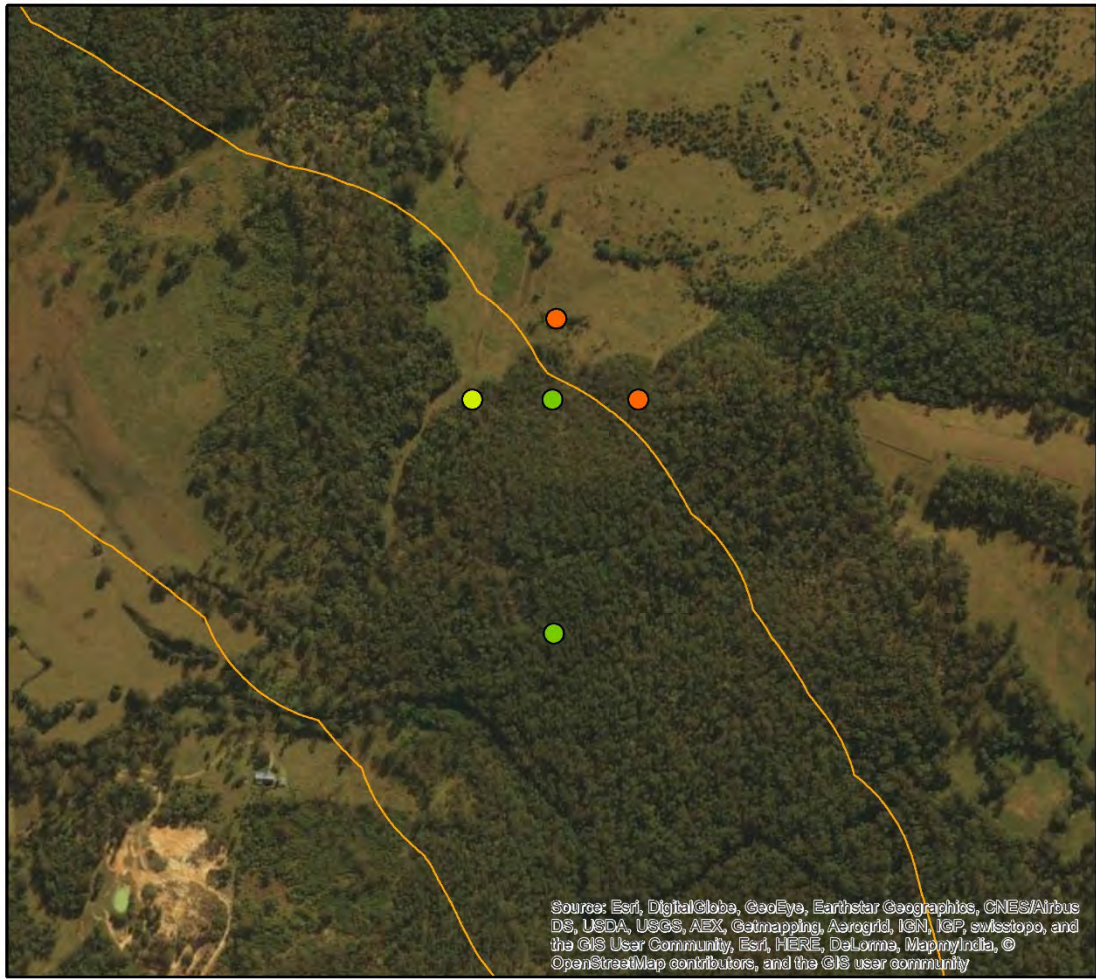 Source: Esri, DigitalGlobe, GeoEye, Earthstar Geographics, CNES/Airbus
DS, USDA, USGS, AEX, Getmapping, Aerogrid, IGN, IGP, swisstopo, and
the GIS User Community, Esri, HERE, DeLorme, MapmyIndia, ©
OpenStreetMap contributors, and the GIS user community